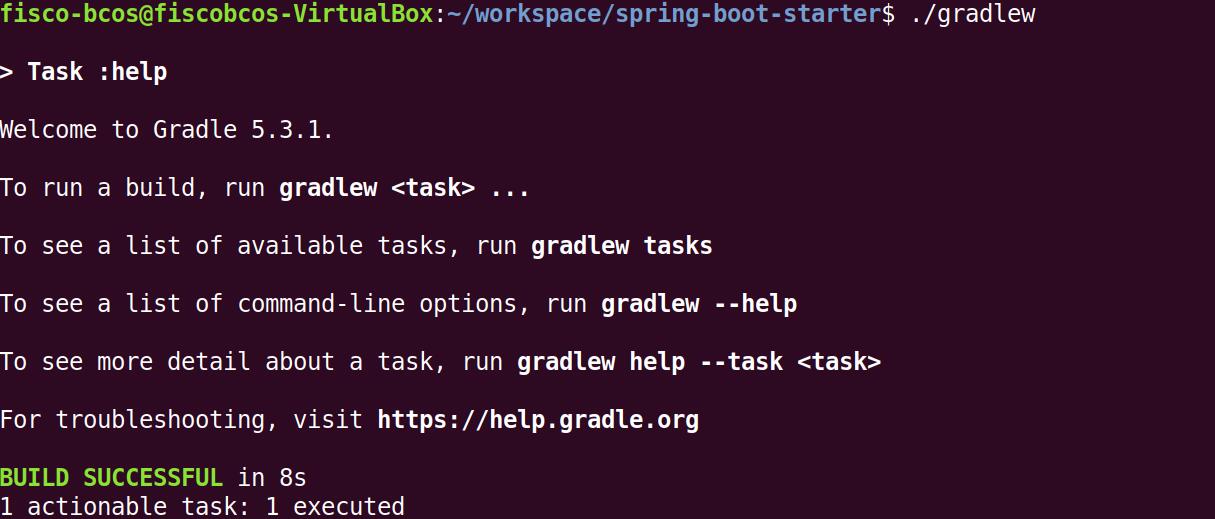 fisco-bcos@fiscobcos-VirtualBox:~/workspace/spring-boot-starter$ ./gradlew
> Task :help
Welcome to Gradle 5.3.1.
To run a build, run gradlew <task> ...
To see a list of available tasks, run gradlew tasks
To see a list of command-line options, run gradlew --help
To see more detail about a task, run gradlew help --task <task>
For troubleshooting, visit https://help.gradle.org
BUILD SUCCESSFUL in 8s
1 actionable task: 1 executed